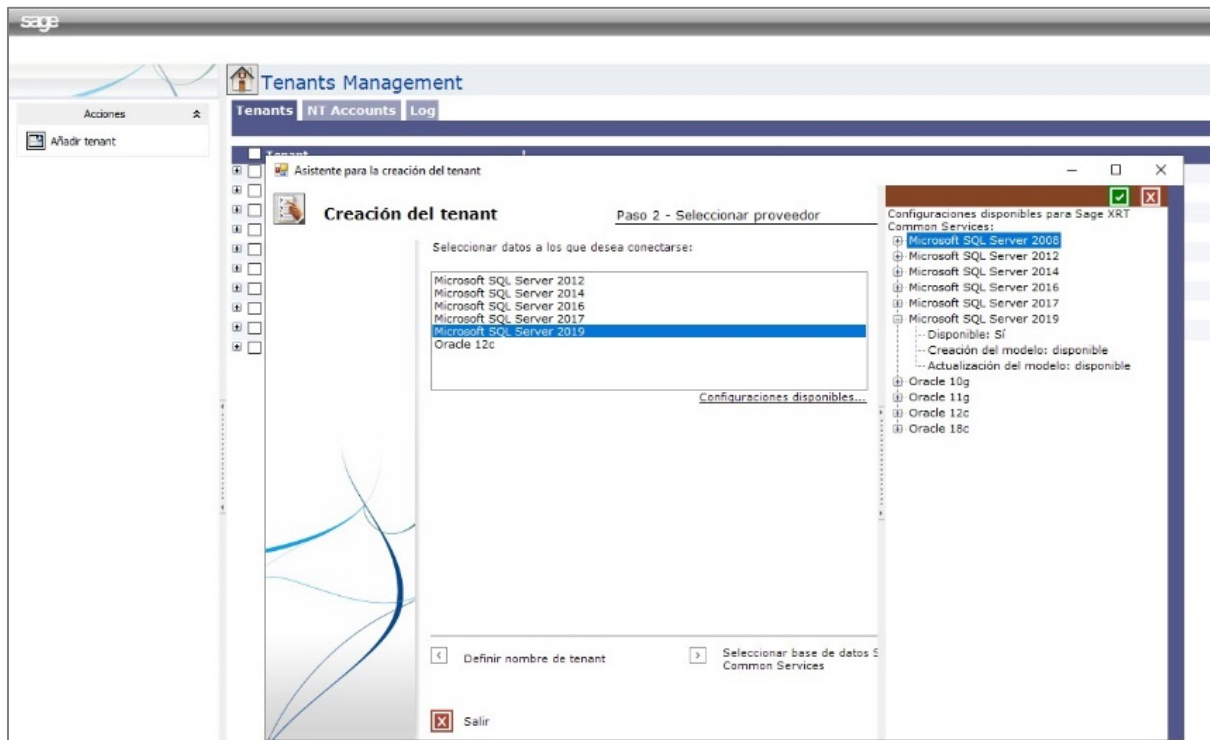 sage
Tenants Management
Acciones
Añadir tenant
Tenants NT Accounts Log
Tenant
Asistente para la creación del tenant
Creación del tenant
Paso 2 - Seleccionar proveedor
Seleccionar datos a los que desea conectarse:
Microsoft SQL Server 2012
Microsoft SQL Server 2014
Microsoft SQL Server 2016
Microsoft SQL Server 2017
Microsoft SQL Server 2019
Oracle 12c
Configuraciones disponibles...
Definir nombre de tenant
Seleccionar base de datos S
Common Services
Salir
Configuraciones disponibles para Sage XRT
Common Services:
Microsoft SQL Server 2008
Microsoft SQL Server 2012
Microsoft SQL Server 2014
Microsoft SQL Server 2016
Microsoft SQL Server 2017
Microsoft SQL Server 2019
Disponible: Sí
Creación del modelo: disponible
Actualización del modelo: disponible
Oracle 10g
Oracle 11g
Oracle 12c
Oracle 18c